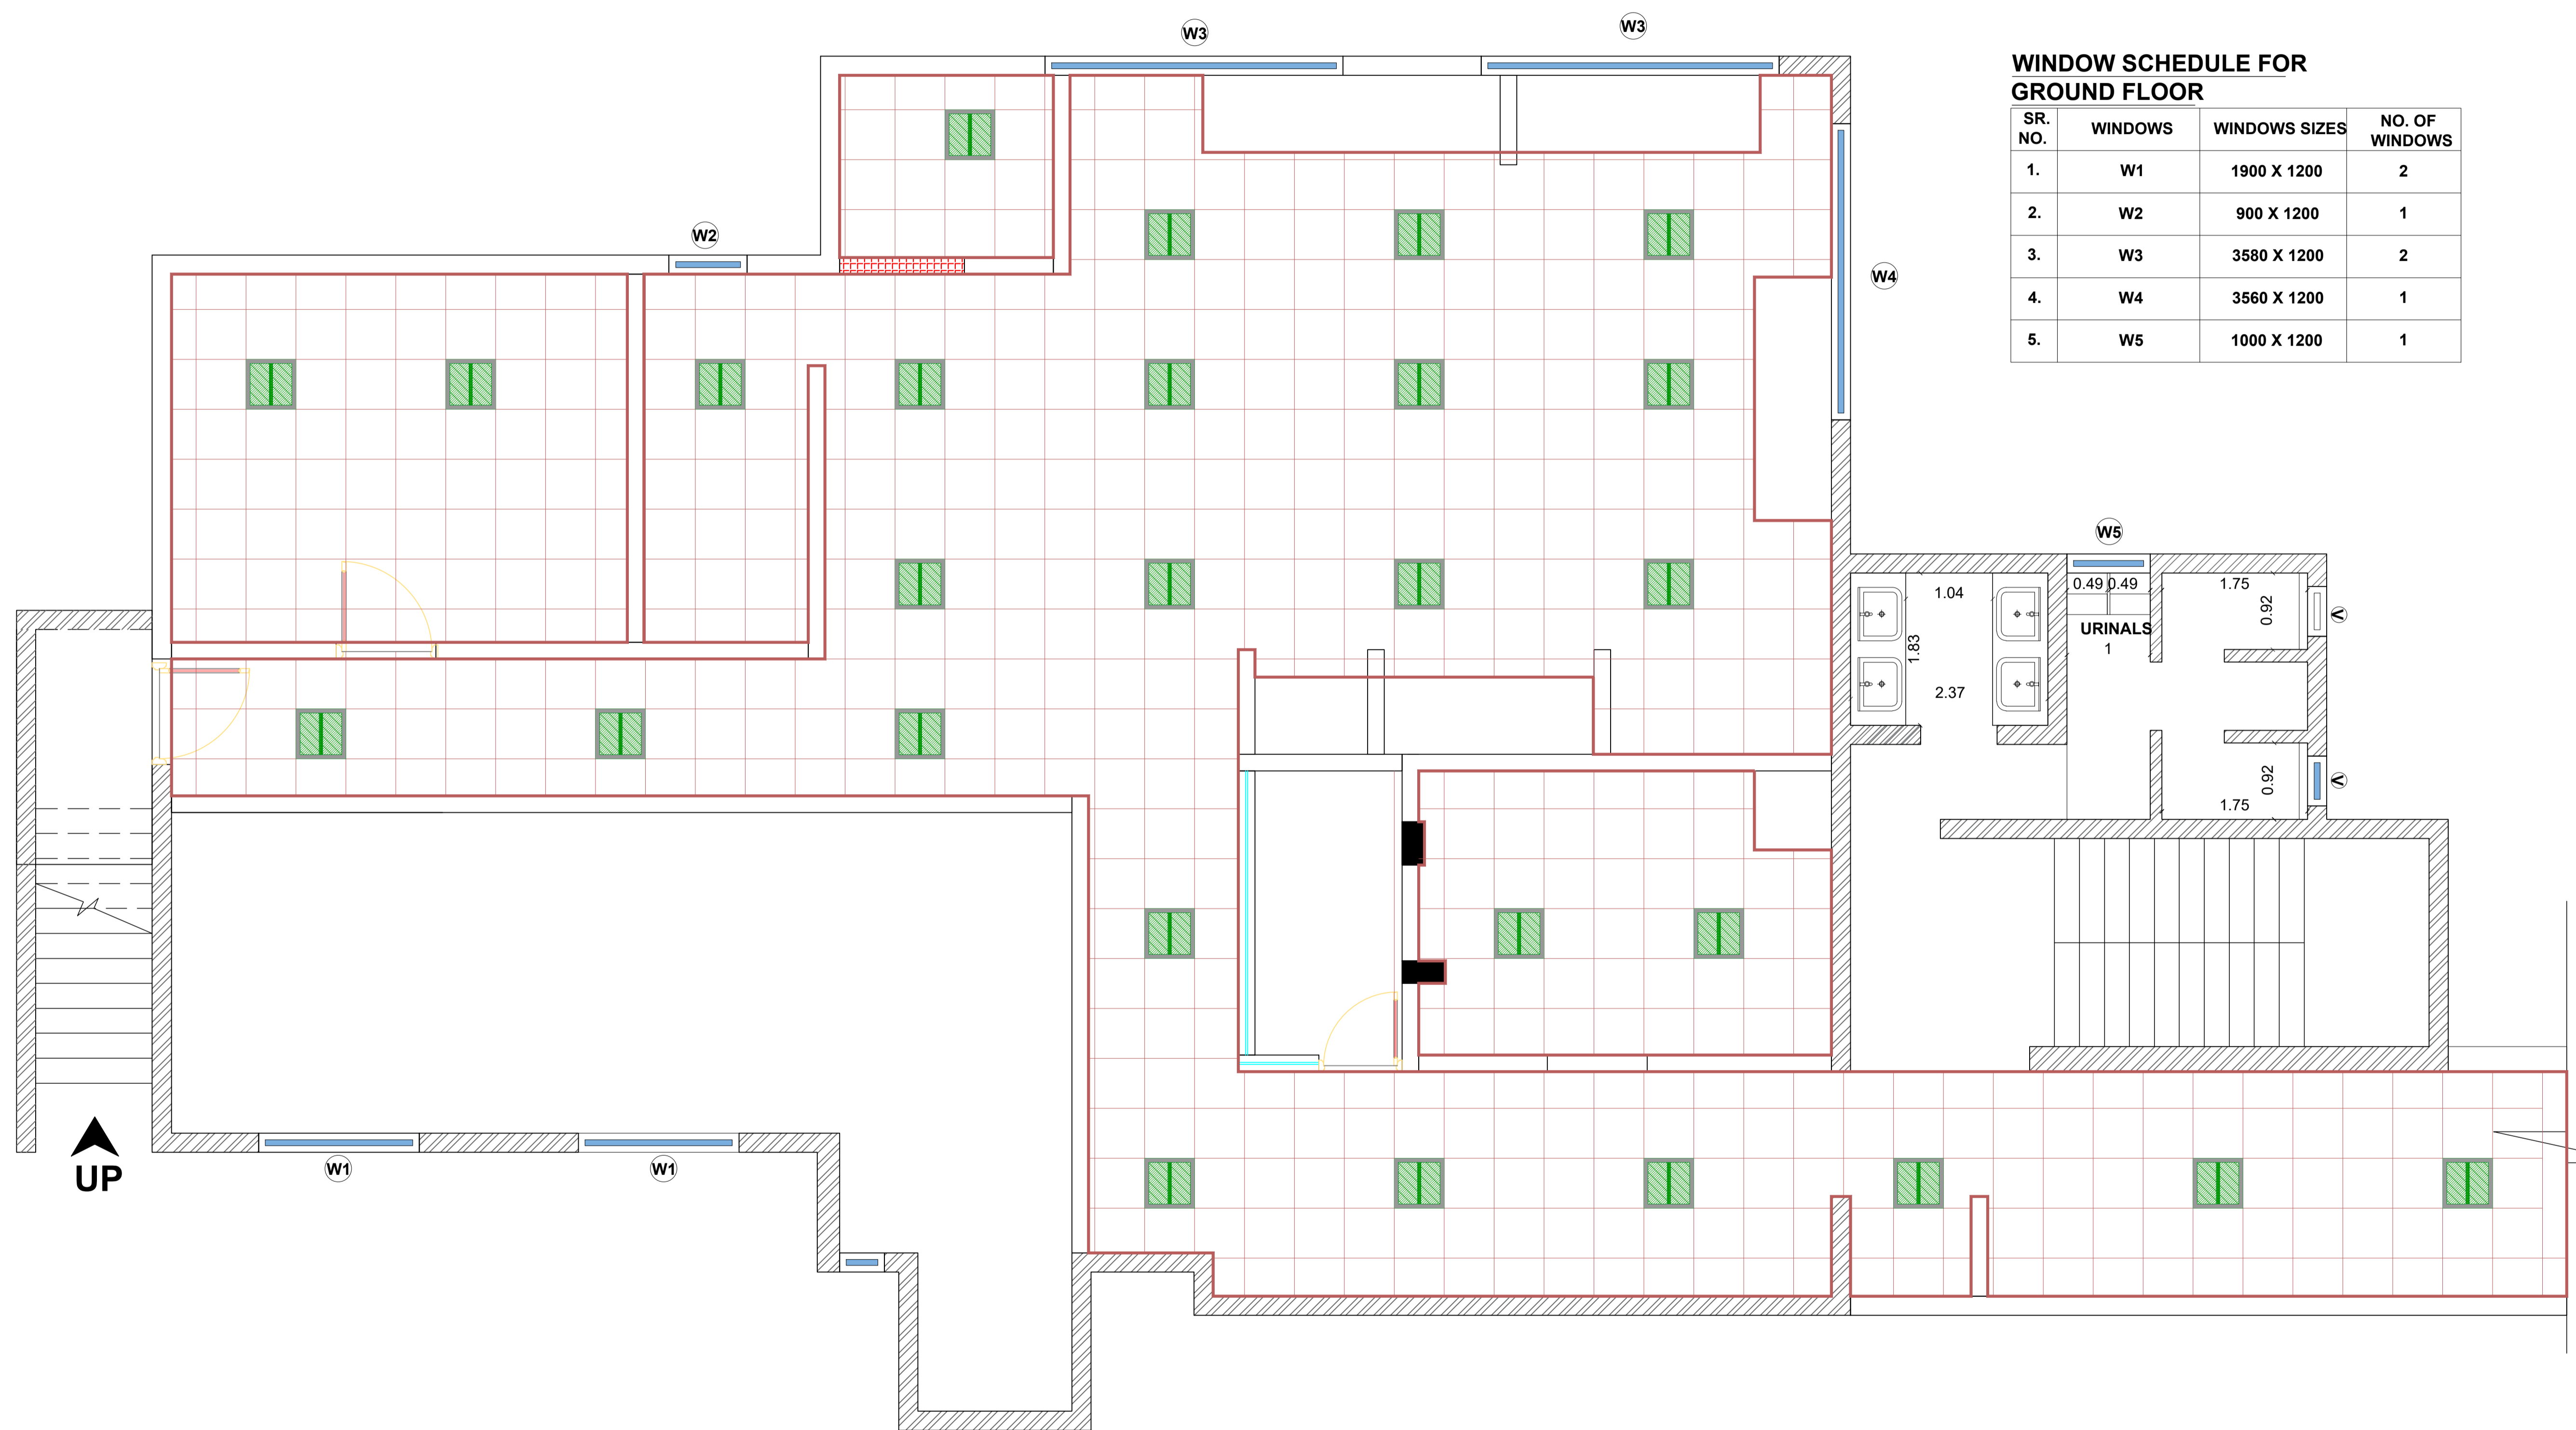 W3
W3
WINDOW SCHEDULE FOR
GROUND FLOOR
SR. NO. WINDOWS WINDOWS SIZES NO. OF WINDOWS
1. W1 1900 X 1200 2
2. W2 900 X 1200 1
3. W3 3580 X 1200 2
4. W4 3560 X 1200 1
5. W5 1000 X 1200 1
W2
W4
W5
0.49 0.49
1.75
1.04
0.92
V
URINALS
1
1.83
2.37
0.92
V
1.75
UP
W1
W1